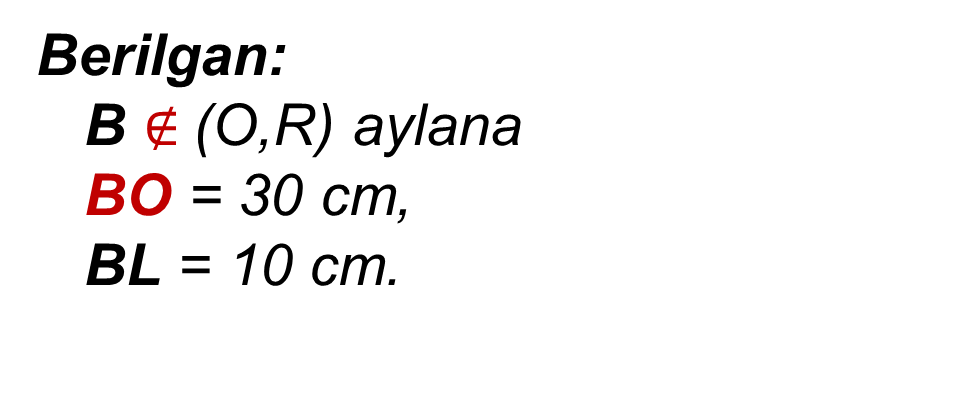 Berilgan:
B ∉ (O,R) aylana
BO = 30 cm,
BL = 10 cm.